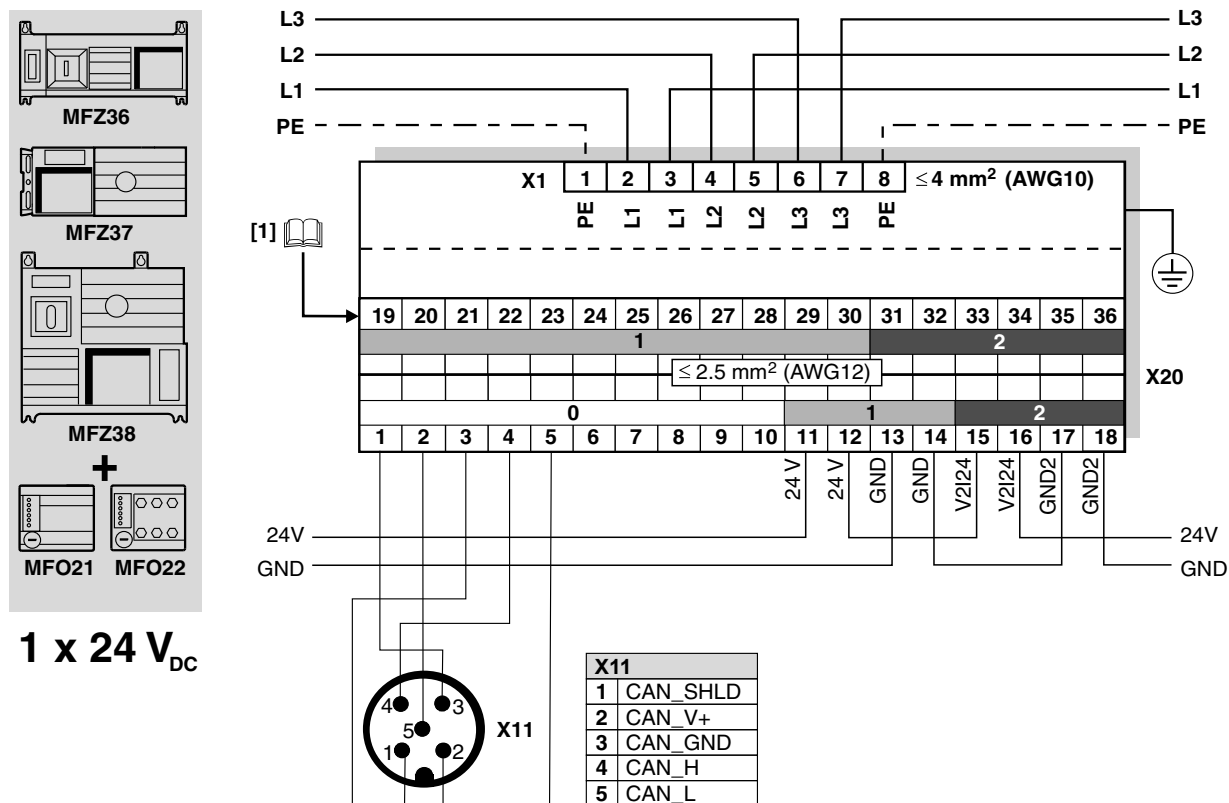 MFZ36
MFZ37
MFZ38
+
MFO21 MFO22
1 x 24 V DC
L3 L3
L2 L2
L1 L1
PE PE
X1 1 2 3 4 5 6 7 8 ≤ 4 mm² (AWG10)
PE L1 L1 L2 L2 L3 L3 PE
[1]
19 20 21 22 23 24 25 26 27 28 29 30 31 32 33 34 35 36
1 2
≤ 2.5 mm² (AWG12)
X20
0 1 2
1 2 3 4 5 6 7 8 9 10 11 12 13 14 15 16 17 18
24 V 24 V GND GND V2I24 V2I24 GND2 GND2
24V 24V
GND GND
4 3
5
1 2
X11
X11
1 CAN_SHLD
2 CAN_V+
3 CAN_GND
4 CAN_H
5 CAN_L